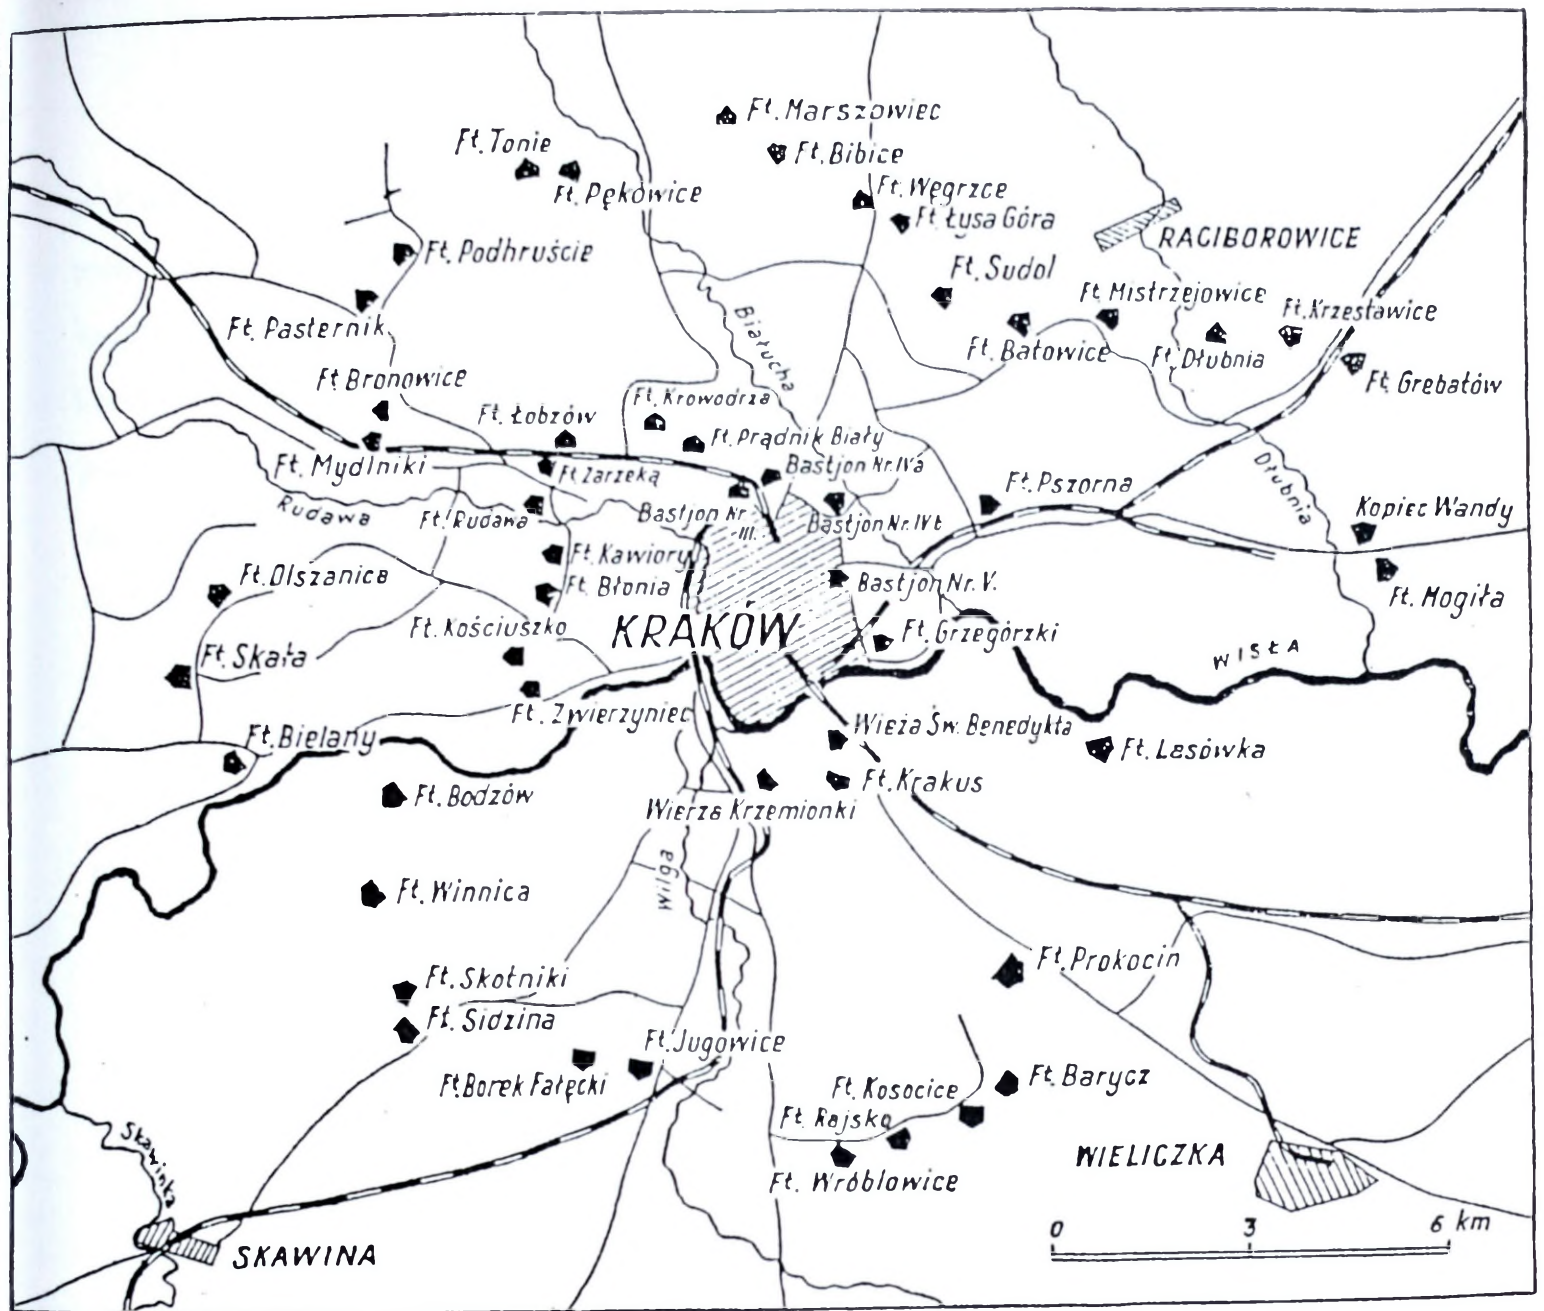 Ft. Marszowiec
Ft. Tonie
Ft. Bibice
Ft. Pękowice
Ft. Węgrzce
Ft. Łysa Góra
RACIBOROWICE
Ft. Podhruście
Ft. Sudol
Ft. Mistrzejowice
Ft. Krzesławice
Ft. Pasternik
Białucha
Ft. Batowice
Ft. Dłubnia
Ft. Grebałów
Ft Bronowice
Ft. Krowodrza
Ft. Łobzów
Ft. Prądnik Biały
Ft. Mydlniki
Ft Zarzeką
Bastjon Nr. IVa
Ft. Pszorna
Dłubnia
Rudawa
Ft. Rudawa
Bastjon Nr.
III.
Bastjon Nr. IVt
Kopiec Wandy
Ft. Kawiory
Ft. Olszanica
Ft. Błonia
Bastjon Nr. V.
Ft. Mogiła
Ft. Kościuszko
KRAKÓW
Ft. Grzegórzki
Ft. Skała
WISŁA
Ft. Zwierzyniec
Ft. Bielany
Wieża Św. Benedykta
Ft. Lasówka
Ft. Bodzów
Ft. Krakus
Wierza Krzemionki
Wilga
Ft. Winnica
Ft. Skotniki
Ft. Prokocin
Ft. Sidzina
Ft. Jugowice
Ft. Borek Fałęcki
Ft. Kosocice
Ft. Barycz
Ft. Rajsko
Skawinka
WIELICZKA
Ft. Wróblowice
0 3 6 km
SKAWINA